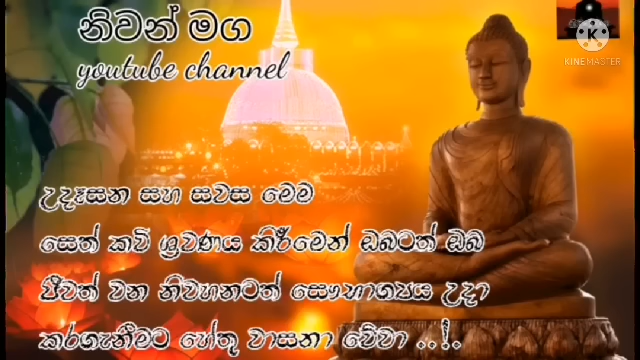 නිවන් මග
youtube channel
KINEMASTER
උදෑසන සහ සවස මෙම
සෙත් කවි ශ්‍රවණය කිරීමෙන් ඔබටත් ඔබ
ජීවත් වන නිවහනටත් සෞභාග්‍යය උදා
කරගැනීමට හේතු වාසනා වේවා ..!.